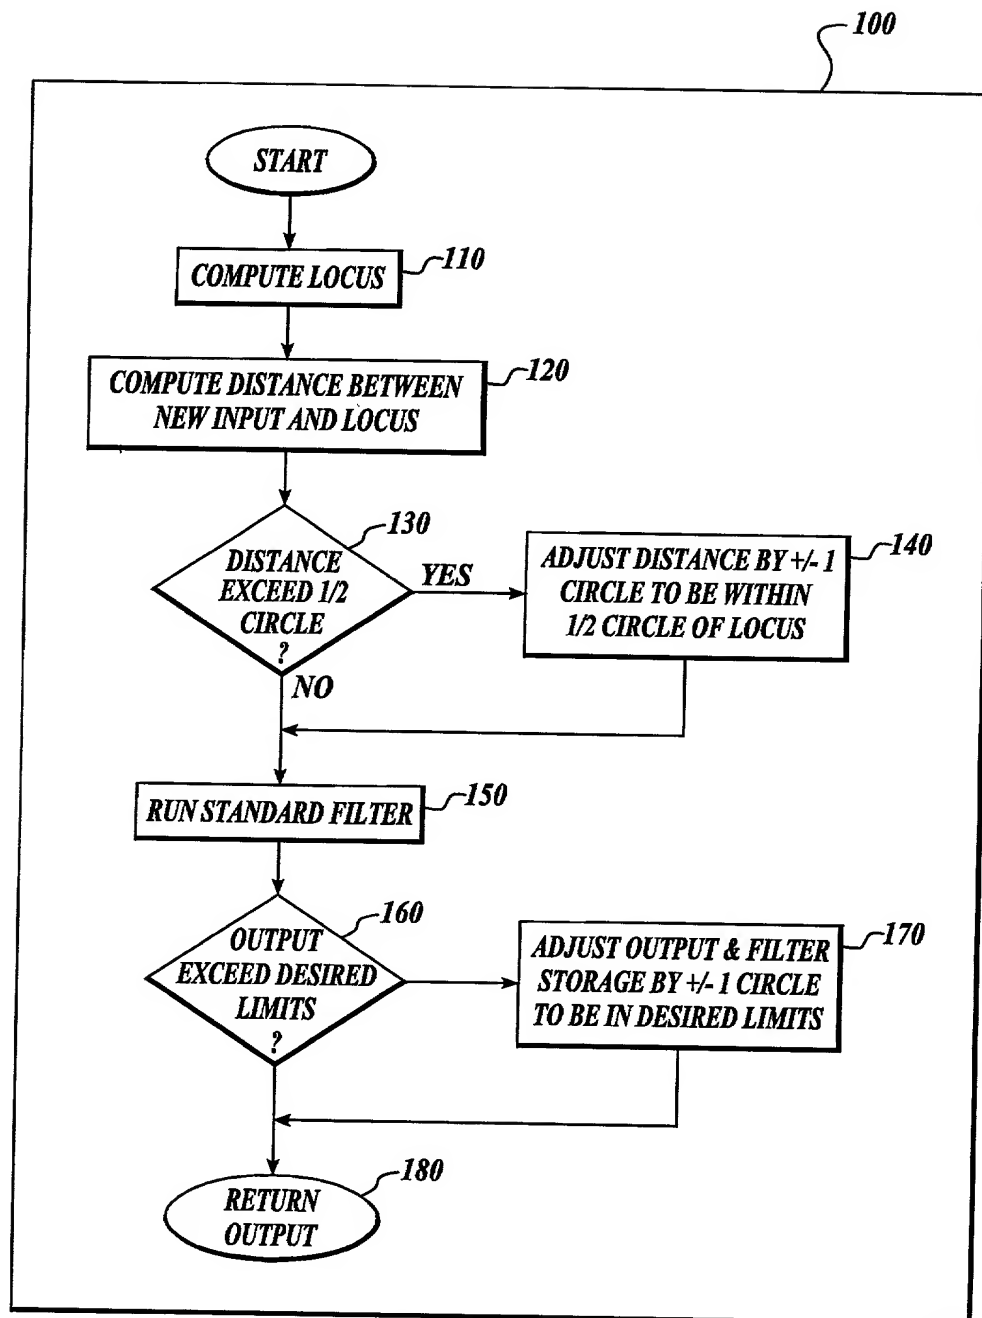 100
START
COMPUTE LOCUS
110
COMPUTE DISTANCE BETWEEN
NEW INPUT AND LOCUS
120
DISTANCE
EXCEED 1/2
CIRCLE
?
130
YES
NO
ADJUST DISTANCE BY +/- 1
CIRCLE TO BE WITHIN
1/2 CIRCLE OF LOCUS
140
RUN STANDARD FILTER
150
OUTPUT
EXCEED DESIRED
LIMITS
?
160
ADJUST OUTPUT & FILTER
STORAGE BY +/- 1 CIRCLE
TO BE IN DESIRED LIMITS
170
RETURN
OUTPUT
180